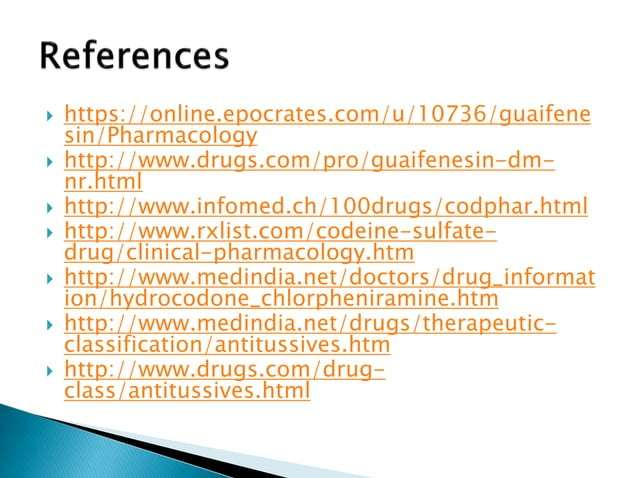 References
https://online.epocrates.com/u/10736/guaifene
sin/Pharmacology
http://www.drugs.com/pro/guaifenesin-dm-
nr.html
http://www.infomed.ch/100drugs/codphar.html
http://www.rxlist.com/codeine-sulfate-
drug/clinical-pharmacology.htm
http://www.medindia.net/doctors/drug_informat
ion/hydrocodone_chlorpheniramine.htm
http://www.medindia.net/drugs/therapeutic-
classification/antitussives.htm
http://www.drugs.com/drug-
class/antitussives.html